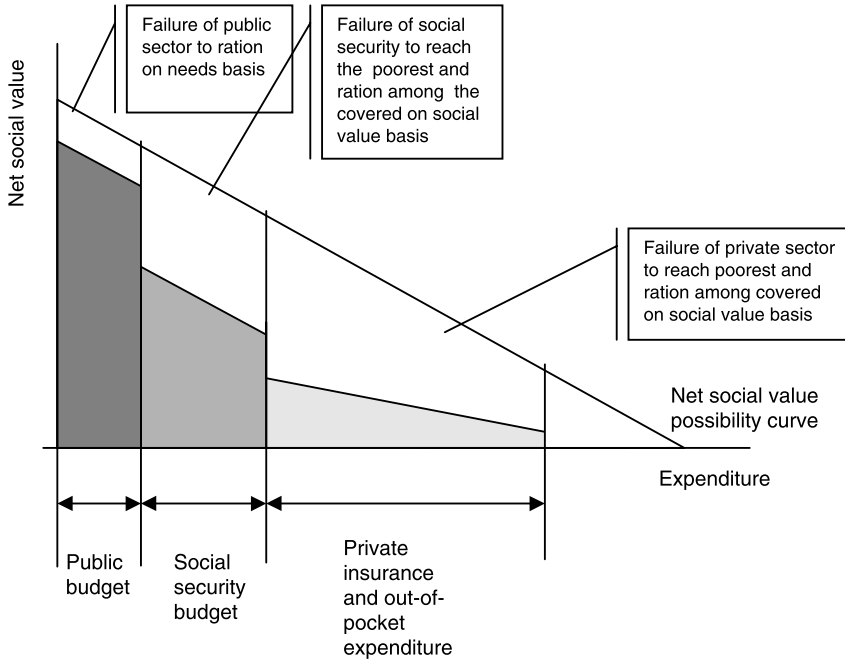 Failure of public
sector to ration
on needs basis
Failure of social
security to reach
the poorest and
ration among the
covered on social
value basis
Net social value
Failure of private sector
to reach poorest and
ration among covered
on social value basis
Net social value
possibility curve
Expenditure
Public
budget
Social
security
budget
Private
insurance
and out-of-
pocket
expenditure